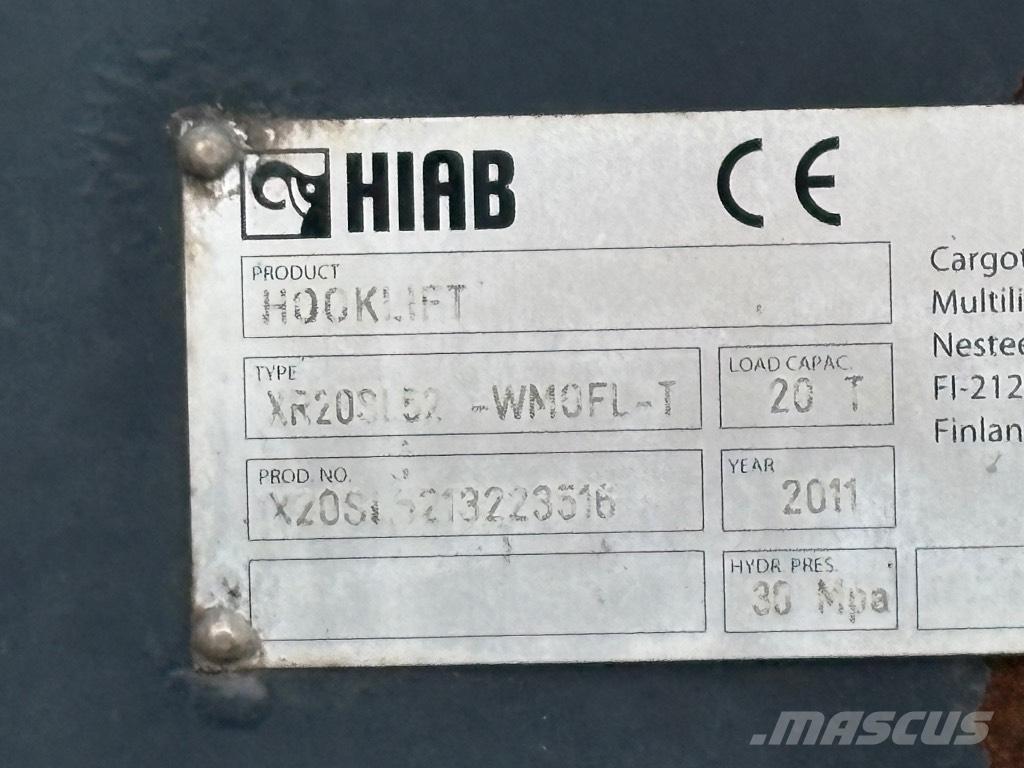 HIAB CE
PRODUCT
HOOKLIFT
TYPE
XR20SL52 -WM0FL-T
LOAD CAPAC.
20 T
PROD. NO.
X20SL5213223516
YEAR
2011
HYDR. PRES.
30 Mpa
Cargot
Multili
Nestee
FI-212
Finlan
.MASCUS